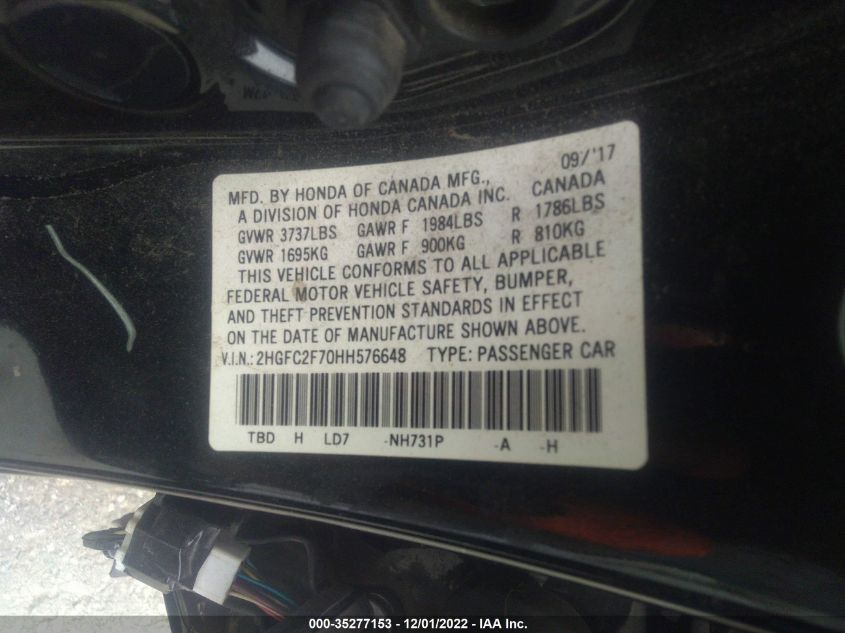 09/'17
MFD. BY HONDA OF CANADA MFG.,
A DIVISION OF HONDA CANADA INC. CANADA
GVWR 3737LBS GAWR F 1984LBS R 1786LBS
GVWR 1695KG GAWR F 900KG R 810KG
THIS VEHICLE CONFORMS TO ALL APPLICABLE
FEDERAL MOTOR VEHICLE SAFETY, BUMPER,
AND THEFT PREVENTION STANDARDS IN EFFECT
ON THE DATE OF MANUFACTURE SHOWN ABOVE.
V.I.N.: 2HGFC2F70HH576648 TYPE: PASSENGER CAR
TBD H LD7 -NH731P -A -H
000-35277153 - 12/01/2022 - IAA Inc.